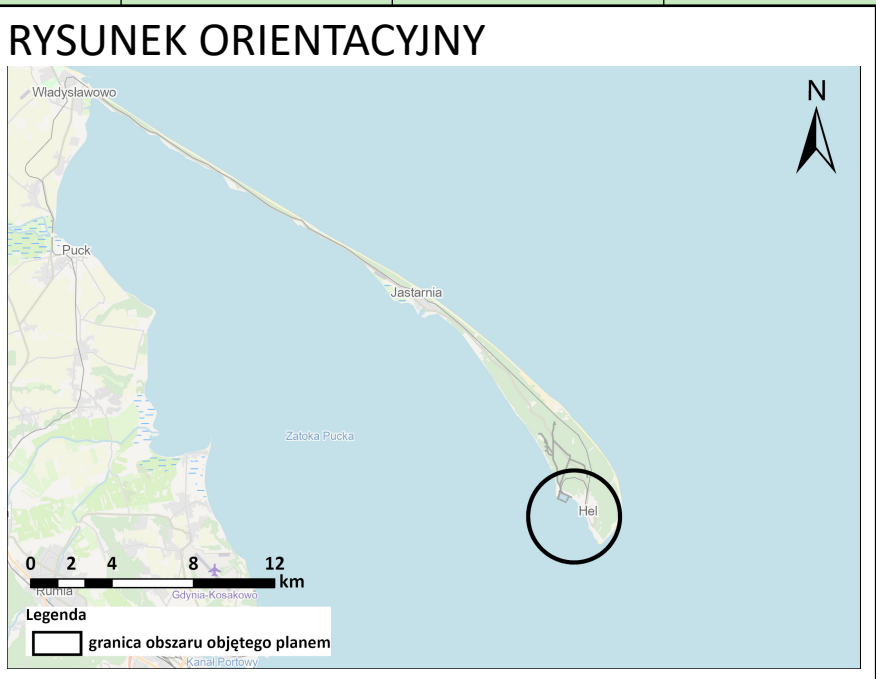 RYSUNEK ORIENTACYJNY
Władysławowo
N
Puck
Jastarnia
Zatoka Pucka
Hel
0 2 4 8 12
km
Rumia
Gdynia-Kosakowo
Legenda
granica obszaru objętego planem
Kanał Portowy